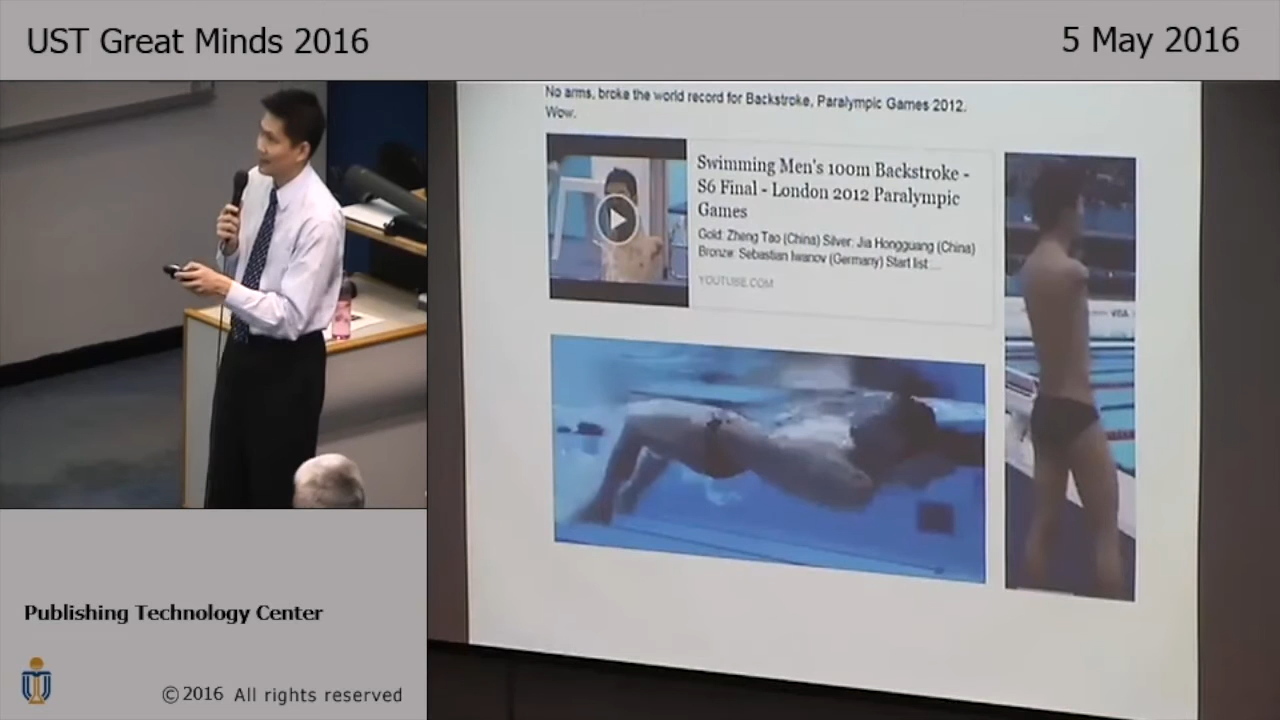 UST Great Minds 2016
5 May 2016
No arms, broke the world record for Backstroke, Paralympic Games 2012.
Wow.
Swimming Men's 100m Backstroke -
S6 Final - London 2012 Paralympic
Games
Gold: Zheng Tao (China) Silver: Jia Hongguang (China)
Bronze: Sebastian Iwanov (Germany) Start list ...
YOUTUBE.COM
VISA
Publishing Technology Center
© 2016 All rights reserved